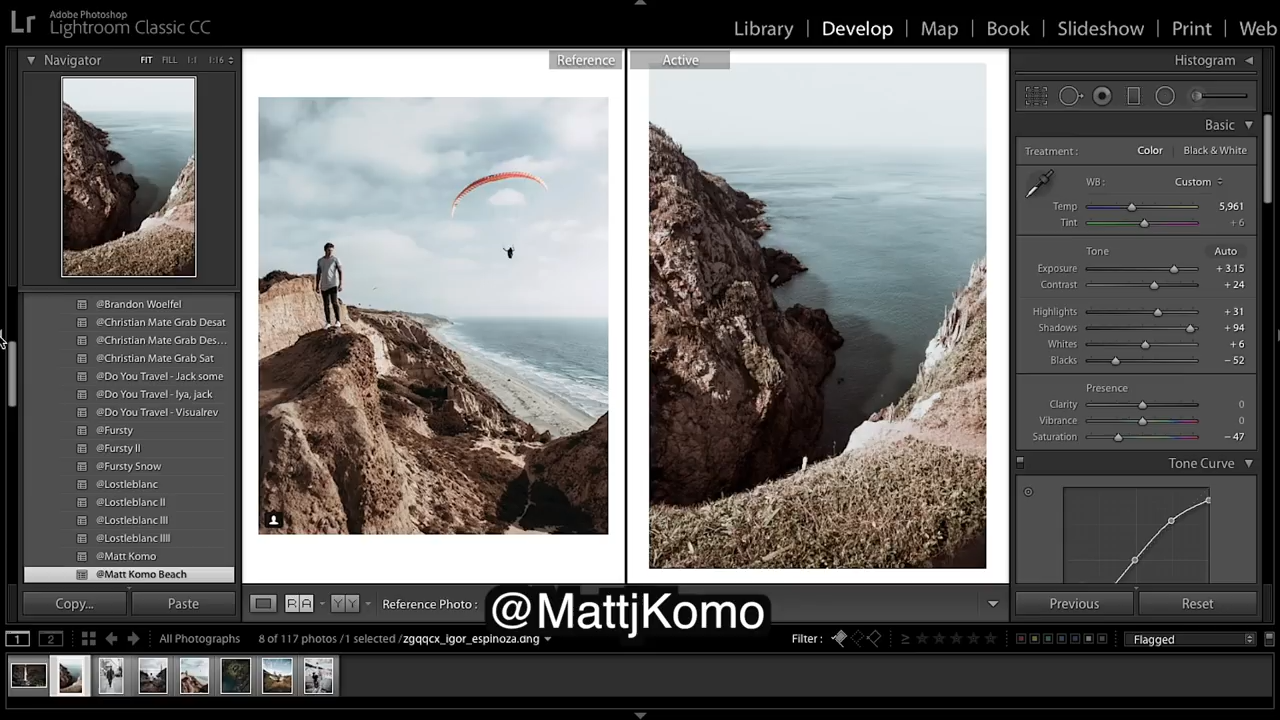 Lr
Adobe Photoshop
Lightroom Classic CC
Library
Develop
Map
Book
Slideshow
Print
Web
Navigator
FIT
FILL
1:1
1:16
Reference
Active
Histogram
Basic
Treatment :
Color
Black & White
WB :
Custom
Temp
5,961
Tint
+ 6
Tone
Auto
Exposure
+ 3.15
Contrast
+ 24
Highlights
+ 31
Shadows
+ 94
Whites
+ 6
Blacks
− 52
Presence
Clarity
0
Vibrance
0
Saturation
− 47
Tone Curve
@Brandon Woelfel
@Christian Mate Grab Desat
@Christian Mate Grab Des...
@Christian Mate Grab Sat
@Do You Travel - Jack some
@Do You Travel - lya, jack
@Do You Travel - Visualrev
@Fursty
@Fursty II
@Fursty Snow
@Lostleblanc
@Lostleblanc II
@Lostleblanc III
@Lostleblanc IIII
@Matt Komo
@Matt Komo Beach
Copy...
Paste
R A
Y Y
Reference Photo :
@MattjKomo
Previous
Reset
1
2
All Photographs
8 of 117 photos / 1 selected / zgqqcx_igor_espinoza.dng
Filter :
≥
Flagged